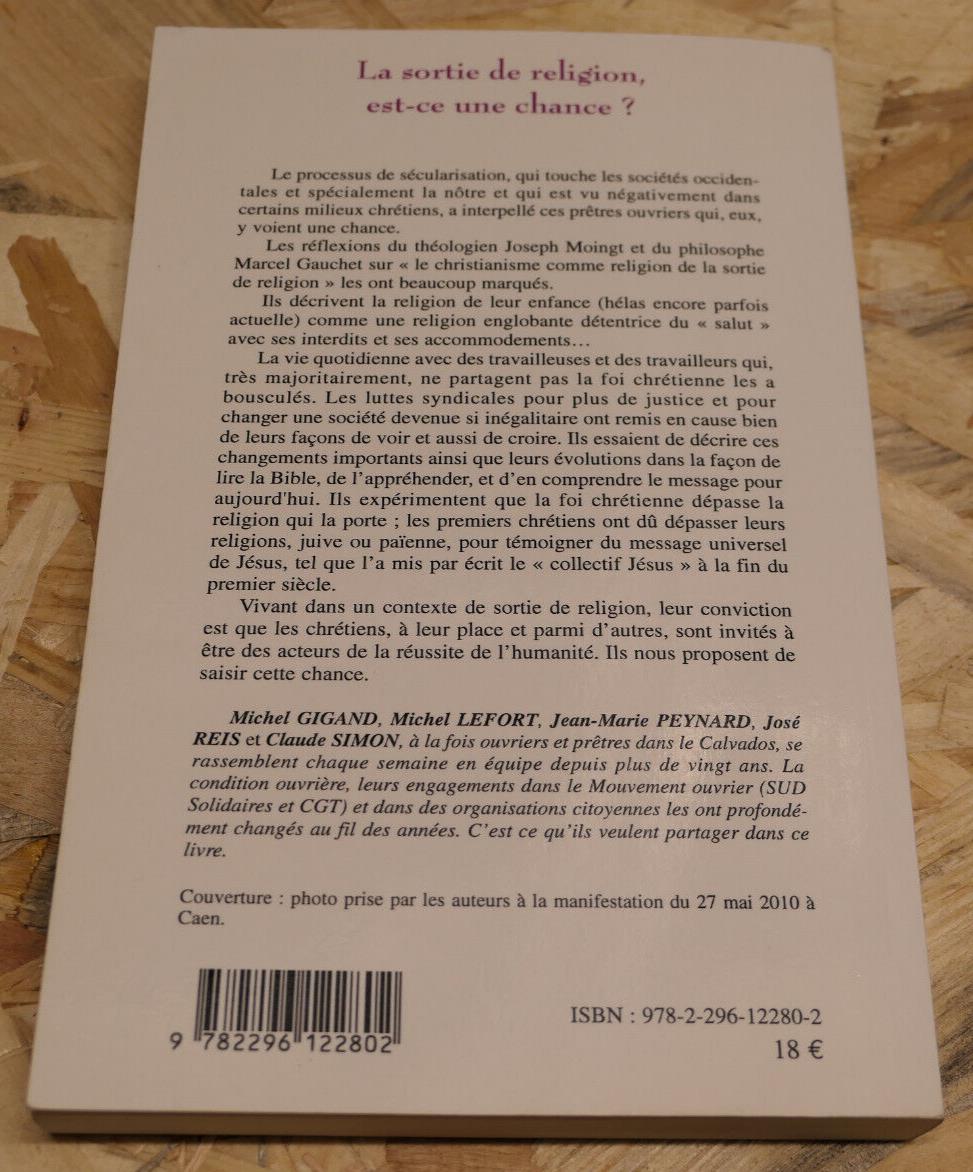 La sortie de religion,
est-ce une chance ?
Le processus de sécularisation, qui touche les sociétés occiden-
tales et spécialement la nôtre et qui est vu négativement dans
certains milieux chrétiens, a interpellé ces prêtres ouvriers qui, eux,
y voient une chance.
Les réflexions du théologien Joseph Moingt et du philosophe
Marcel Gauchet sur « le christianisme comme religion de la sortie
de religion » les ont beaucoup marqués.
Ils décrivent la religion de leur enfance (hélas encore parfois
actuelle) comme une religion englobante détentrice du « salut »
avec ses interdits et ses accommodements…
La vie quotidienne avec des travailleuses et des travailleurs qui,
très majoritairement, ne partagent pas la foi chrétienne les a
bousculés. Les luttes syndicales pour plus de justice et pour
changer une société devenue si inégalitaire ont remis en cause bien
de leurs façons de voir et aussi de croire. Ils essaient de décrire ces
changements importants ainsi que leurs évolutions dans la façon de
lire la Bible, de l'appréhender, et d'en comprendre le message pour
aujourd'hui. Ils expérimentent que la foi chrétienne dépasse la
religion qui la porte ; les premiers chrétiens ont dû dépasser leurs
religions, juive ou païenne, pour témoigner du message universel
de Jésus, tel que l'a mis par écrit le « collectif Jésus » à la fin du
premier siècle.
Vivant dans un contexte de sortie de religion, leur conviction
est que les chrétiens, à leur place et parmi d'autres, sont invités à
être des acteurs de la réussite de l'humanité. Ils nous proposent de
saisir cette chance.
Michel GIGAND, Michel LEFORT, Jean-Marie PEYNARD, José
REIS et Claude SIMON, à la fois ouvriers et prêtres dans le Calvados, se
rassemblent chaque semaine en équipe depuis plus de vingt ans. La
condition ouvrière, leurs engagements dans le Mouvement ouvrier (SUD
Solidaires et CGT) et dans des organisations citoyennes les ont profondé-
ment changés au fil des années. C'est ce qu'ils veulent partager dans ce
livre.
Couverture : photo prise par les auteurs à la manifestation du 27 mai 2010 à
Caen.
ISBN : 978-2-296-12280-2
18 €
9 782296 122802